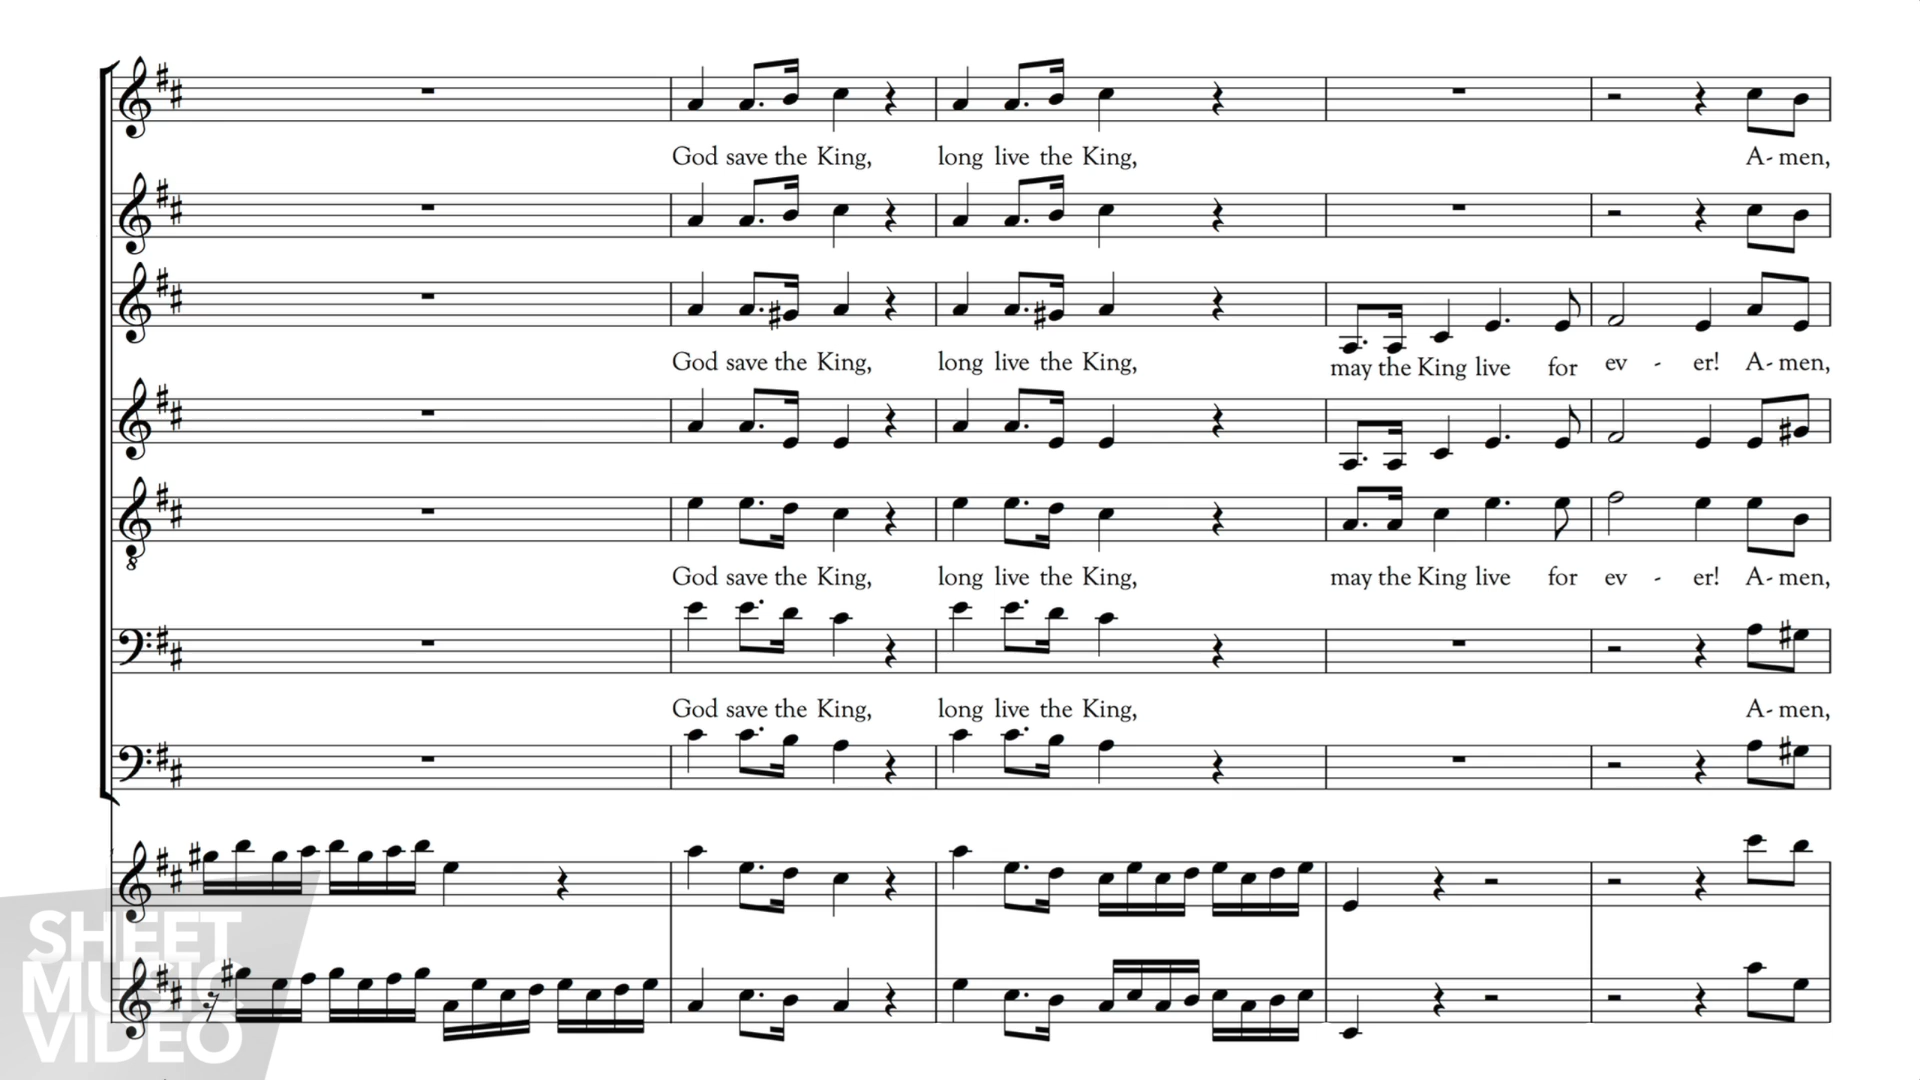 God save the King, long live the King, A- men,
God save the King, long live the King, may the King live for ev - er! A- men,
8
God save the King, long live the King, may the King live for ev - er! A- men,
God save the King, long live the King, A- men,
SHEET
MUSIC
VIDEO